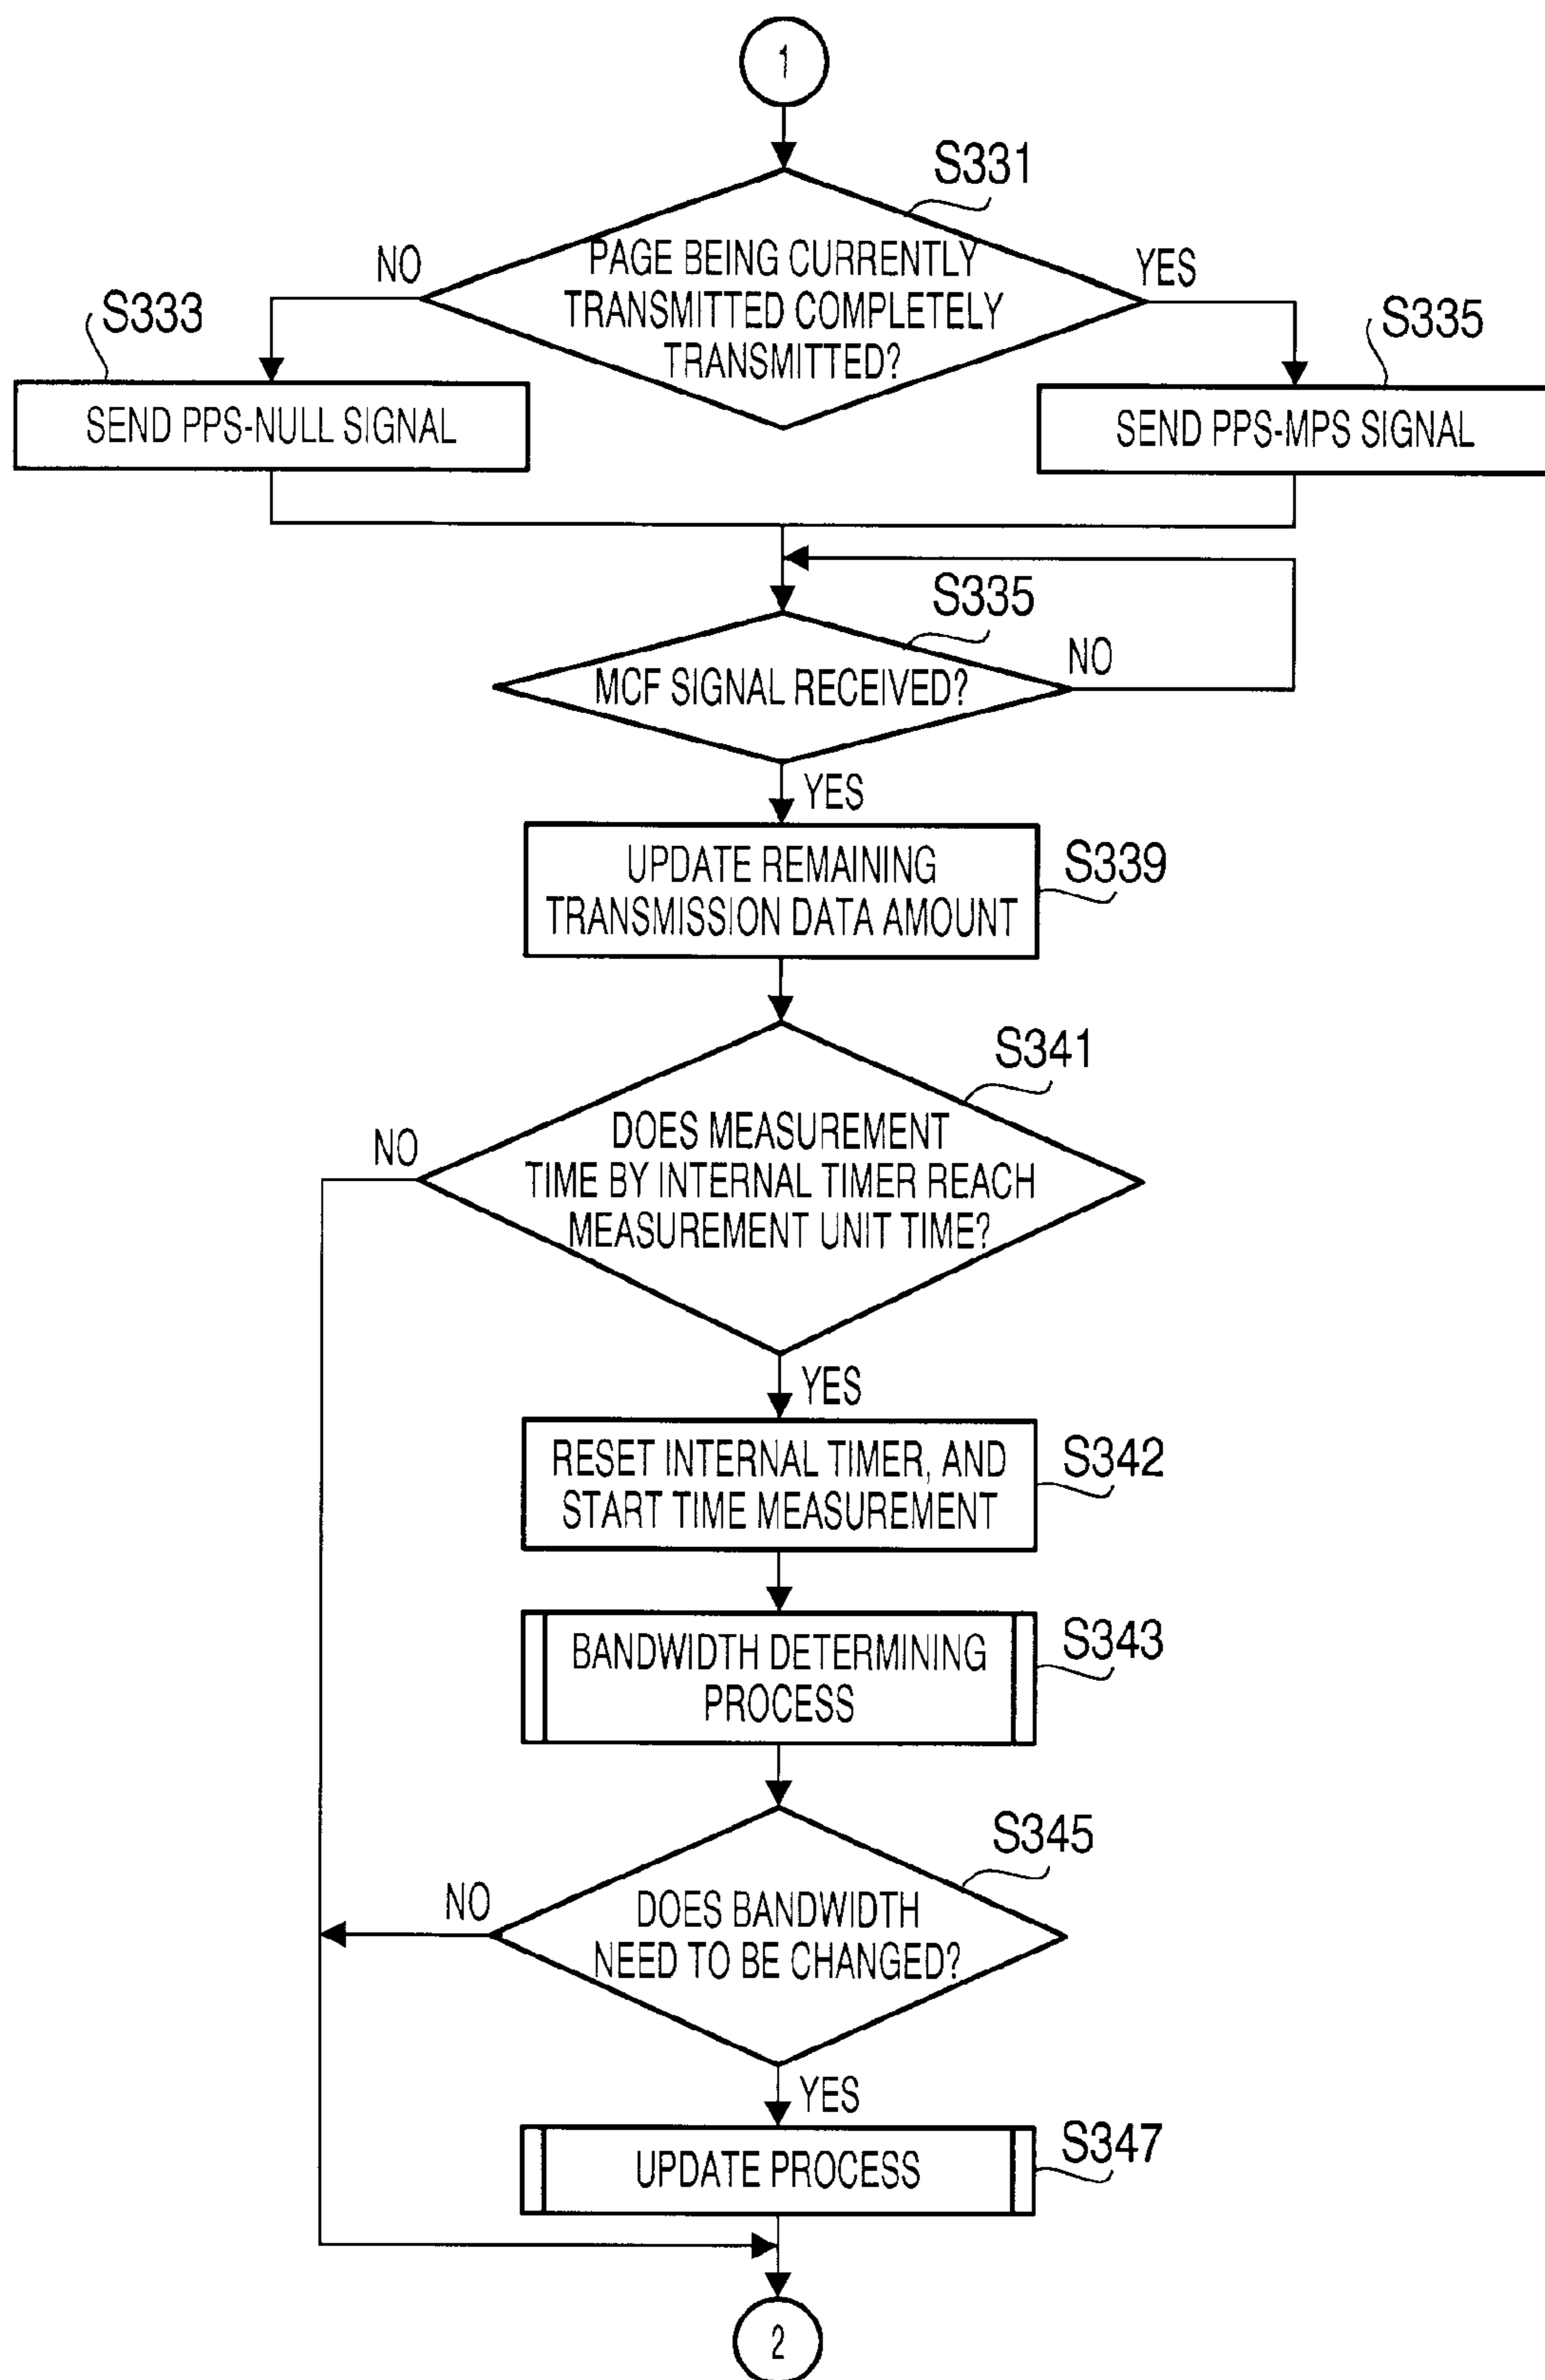 1
S331
NO
PAGE BEING CURRENTLY
TRANSMITTED COMPLETELY
TRANSMITTED?
YES
S333
SEND PPS-NULL SIGNAL
S335
SEND PPS-MPS SIGNAL
S335
MCF SIGNAL RECEIVED?
NO
YES
UPDATE REMAINING
TRANSMISSION DATA AMOUNT
S339
S341
NO
DOES MEASUREMENT
TIME BY INTERNAL TIMER REACH
MEASUREMENT UNIT TIME?
YES
RESET INTERNAL TIMER, AND
START TIME MEASUREMENT
S342
BANDWIDTH DETERMINING
PROCESS
S343
S345
NO
DOES BANDWIDTH
NEED TO BE CHANGED?
YES
UPDATE PROCESS
S347
2